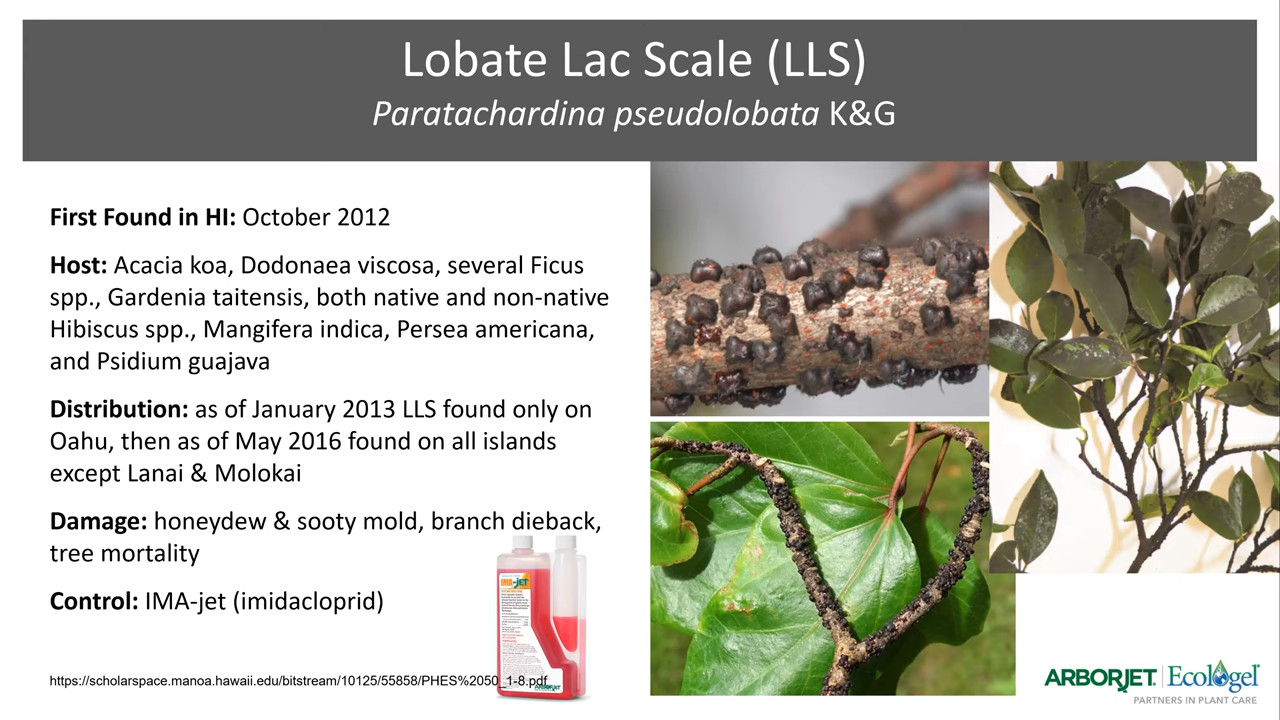 Lobate Lac Scale (LLS)
Paratachardina pseudolobata K&G
First Found in HI: October 2012
Host: Acacia koa, Dodonaea viscosa, several Ficus
spp., Gardenia taitensis, both native and non-native
Hibiscus spp., Mangifera indica, Persea americana,
and Psidium guajava
Distribution: as of January 2013 LLS found only on
Oahu, then as of May 2016 found on all islands
except Lanai & Molokai
Damage: honeydew & sooty mold, branch dieback,
tree mortality
Control: IMA-jet (imidacloprid)
IMA-jet
ARBORJET
https://scholarspace.manoa.hawaii.edu/bitstream/10125/55858/PHES%2050_1-8.pdf
ARBORJET. Ecologel
PARTNERS IN PLANT CARE